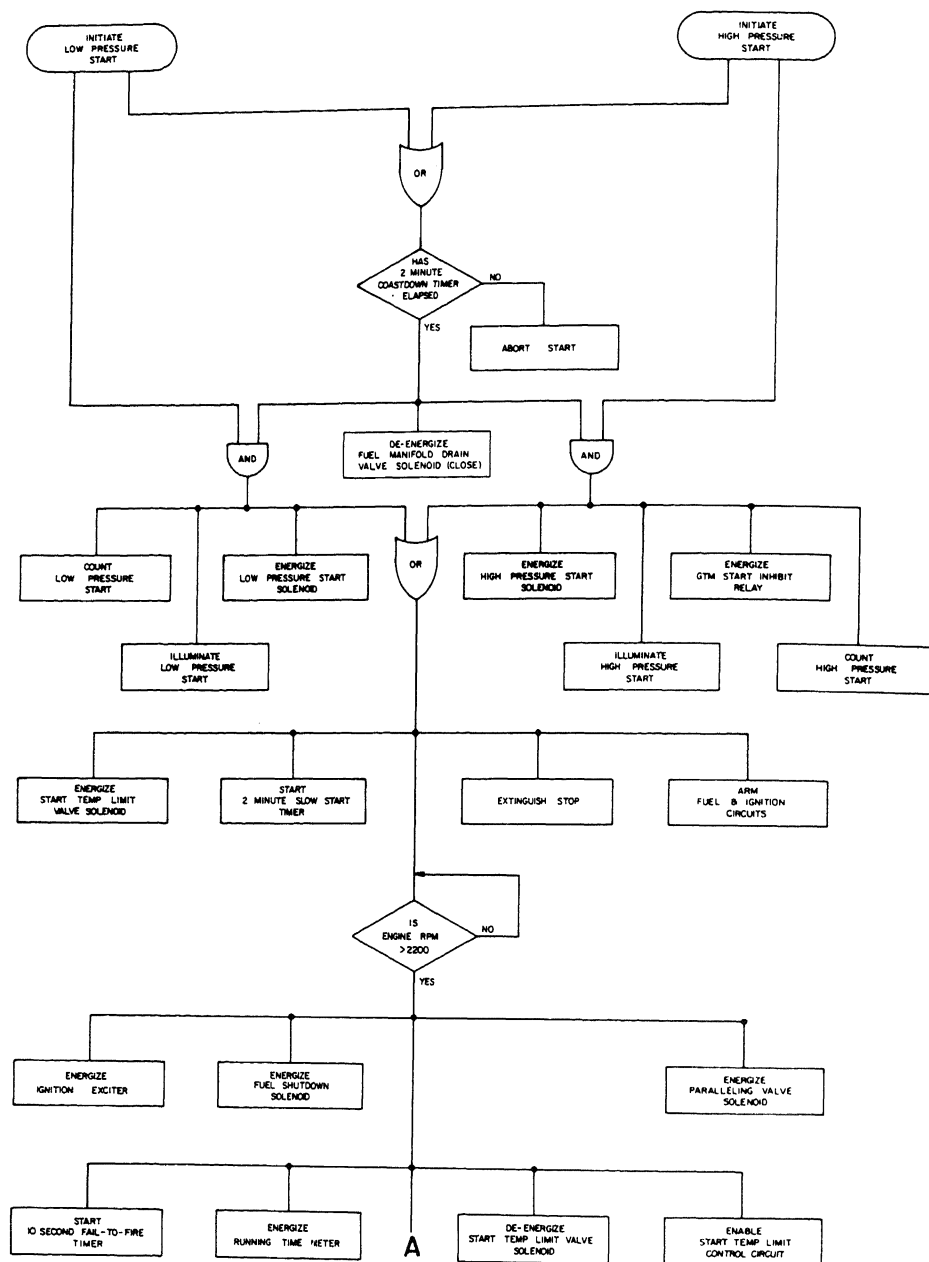 INITIATE
LOW PRESSURE
START
INITIATE
HIGH PRESSURE
START
OR
HAS
2 MINUTE
COASTDOWN TIMER
ELAPSED
NO
YES
ABORT START
AND
DE-ENERGIZE
FUEL MANIFOLD DRAIN
VALVE SOLENOID (CLOSE)
AND
COUNT
LOW PRESSURE
START
ENERGIZE
LOW PRESSURE START
SOLENOID
OR
ENERGIZE
HIGH PRESSURE START
SOLENOID
ENERGIZE
GTM START INHIBIT
RELAY
ILLUMINATE
LOW PRESSURE
START
ILLUMINATE
HIGH PRESSURE
START
COUNT
HIGH PRESSURE
START
ENERGIZE
START TEMP LIMIT
VALVE SOLENOID
START
2 MINUTE SLOW START
TIMER
EXTINGUISH STOP
ARM
FUEL & IGNITION
CIRCUITS
IS
ENGINE RPM
>2200
NO
YES
ENERGIZE
IGNITION EXCITER
ENERGIZE
FUEL SHUTDOWN
SOLENOID
ENERGIZE
PARALLELING VALVE
SOLENOID
START
10 SECOND FAIL-TO-FIRE
TIMER
ENERGIZE
RUNNING TIME METER
A
DE-ENERGIZE
START TEMP LIMIT VALVE
SOLENOID
ENABLE
START TEMP LIMIT
CONTROL CIRCUIT